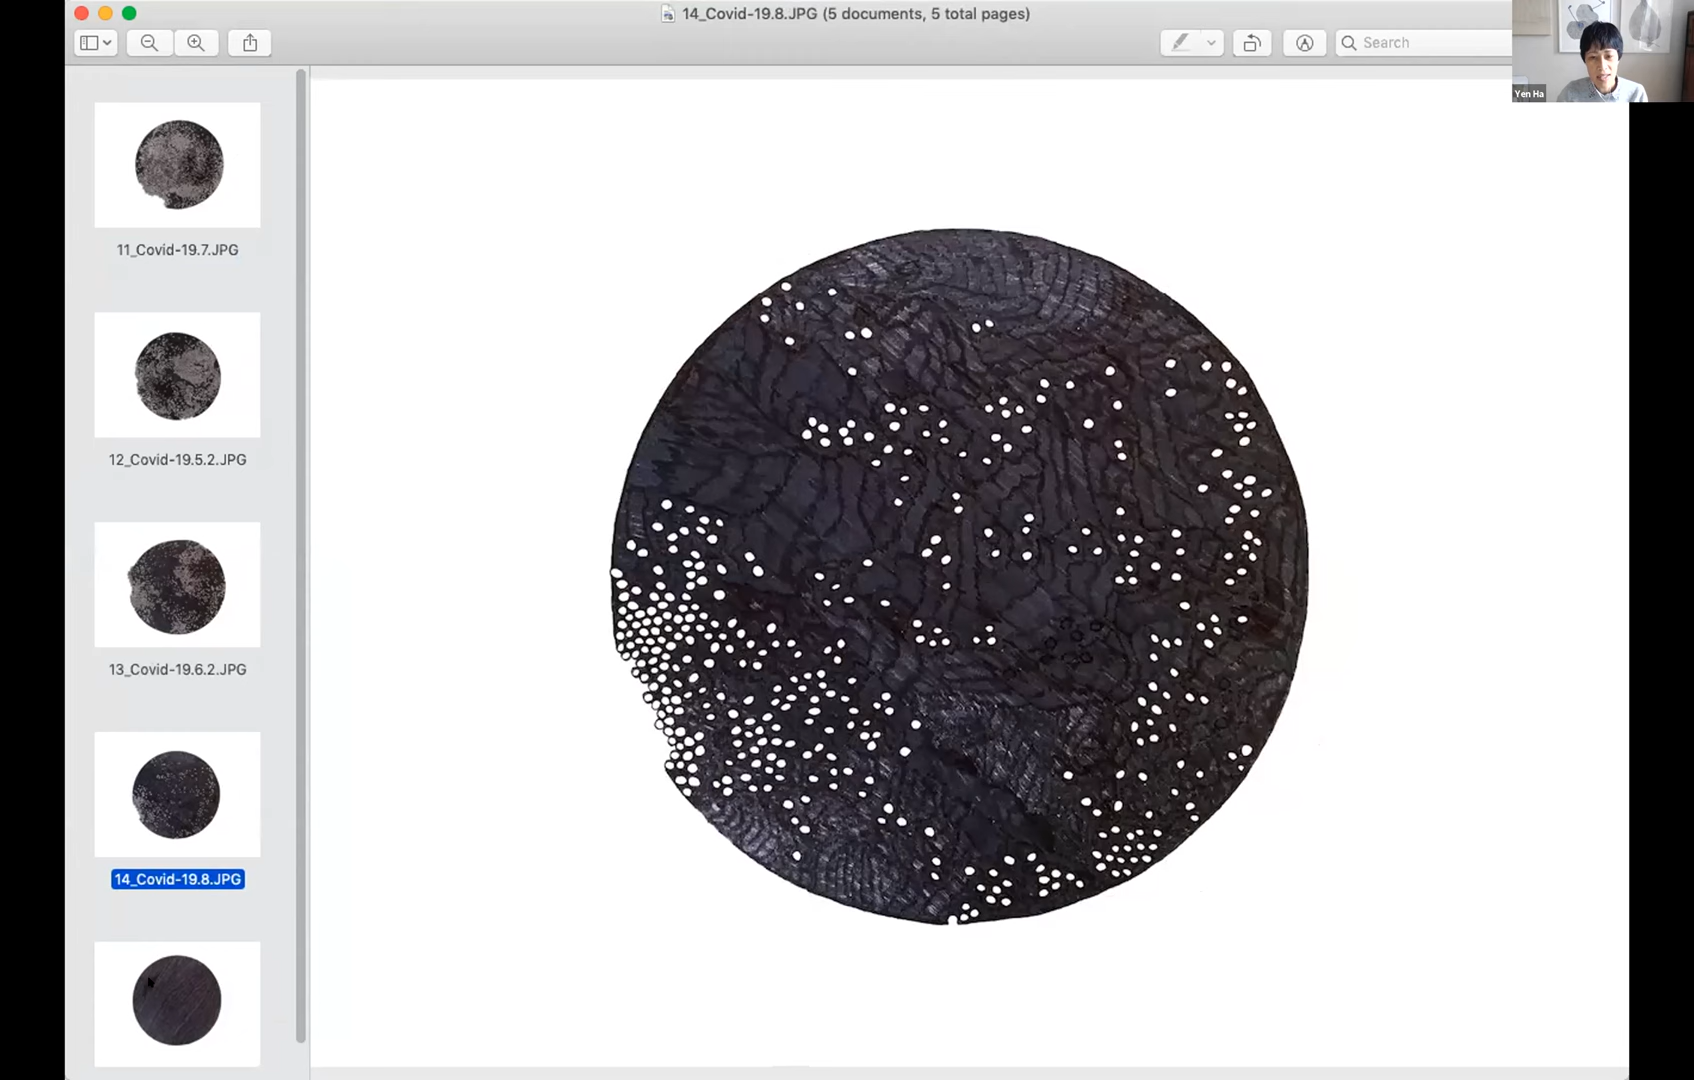 14_Covid-19.8.JPG (5 documents, 5 total pages)
Search
Yen Ha
11_Covid-19.7.JPG
12_Covid-19.5.2.JPG
13_Covid-19.6.2.JPG
14_Covid-19.8.JPG